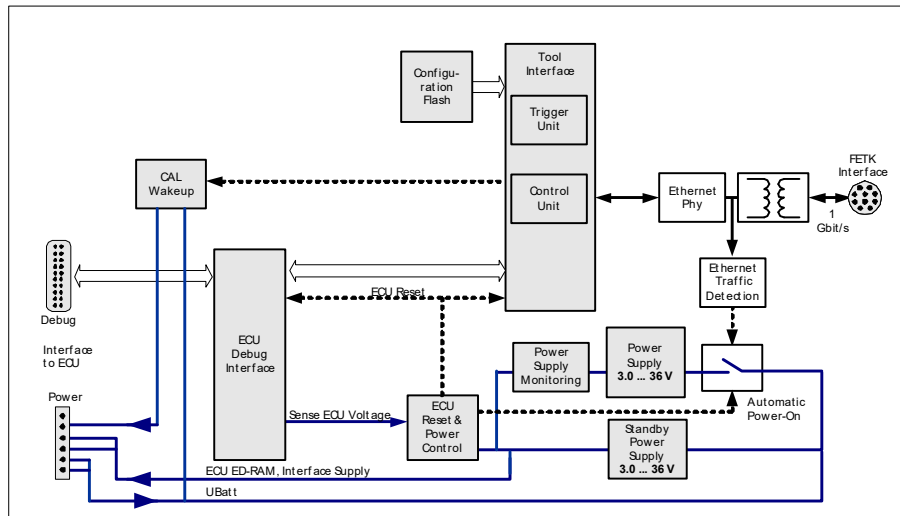 Configu-
ration
Flash
Tool
Interface
Trigger
Unit
Control
Unit
CAL
Wakeup
Ethernet
Phy
FETK
Interface
1
Gbit/s
Ethernet
Traffic
Detection
Debug
Interface
to ECU
Power
ECU
Debug
Interface
ECU Reset
Sense ECU Voltage
ECU
Reset &
Power
Control
Power
Supply
Monitoring
Power
Supply
3.0 ... 36 V
Automatic
Power-On
Standby
Power
Supply
3.0 ... 36 V
ECU ED-RAM, Interface Supply
UBatt